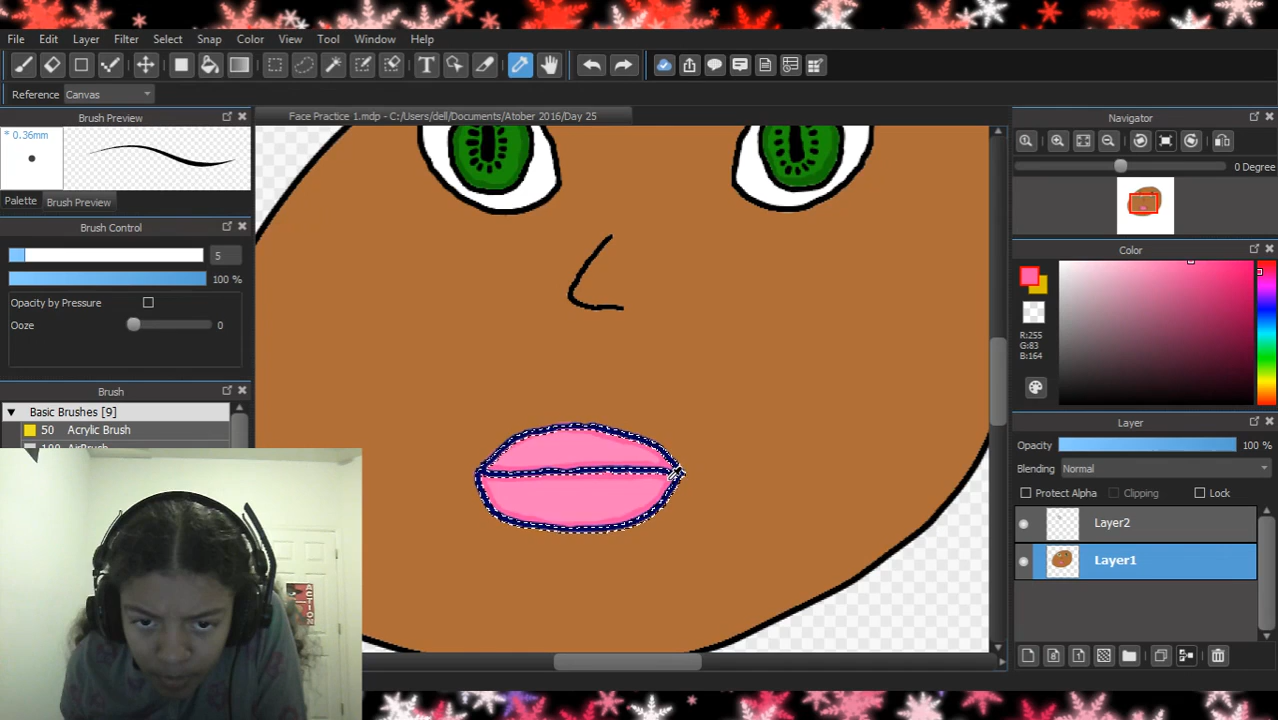 File Edit Layer Filter Select Snap Color View Tool Window Help
Reference Canvas
Brush Preview
Face Practice 1.mdp - C:/Users/dell/Documents/Atober 2016/Day 25
Navigator
* 0.36mm
0 Degree
Palette Brush Preview
Brush Control
5
100 %
Opacity by Pressure
Ooze 0
Color
R:255
G:83
B:164
Brush
Basic Brushes [9]
50 Acrylic Brush
100 AirBrush
Layer
Opacity 100 %
Blending Normal
Protect Alpha Clipping Lock
Layer2
Layer1
ACTION